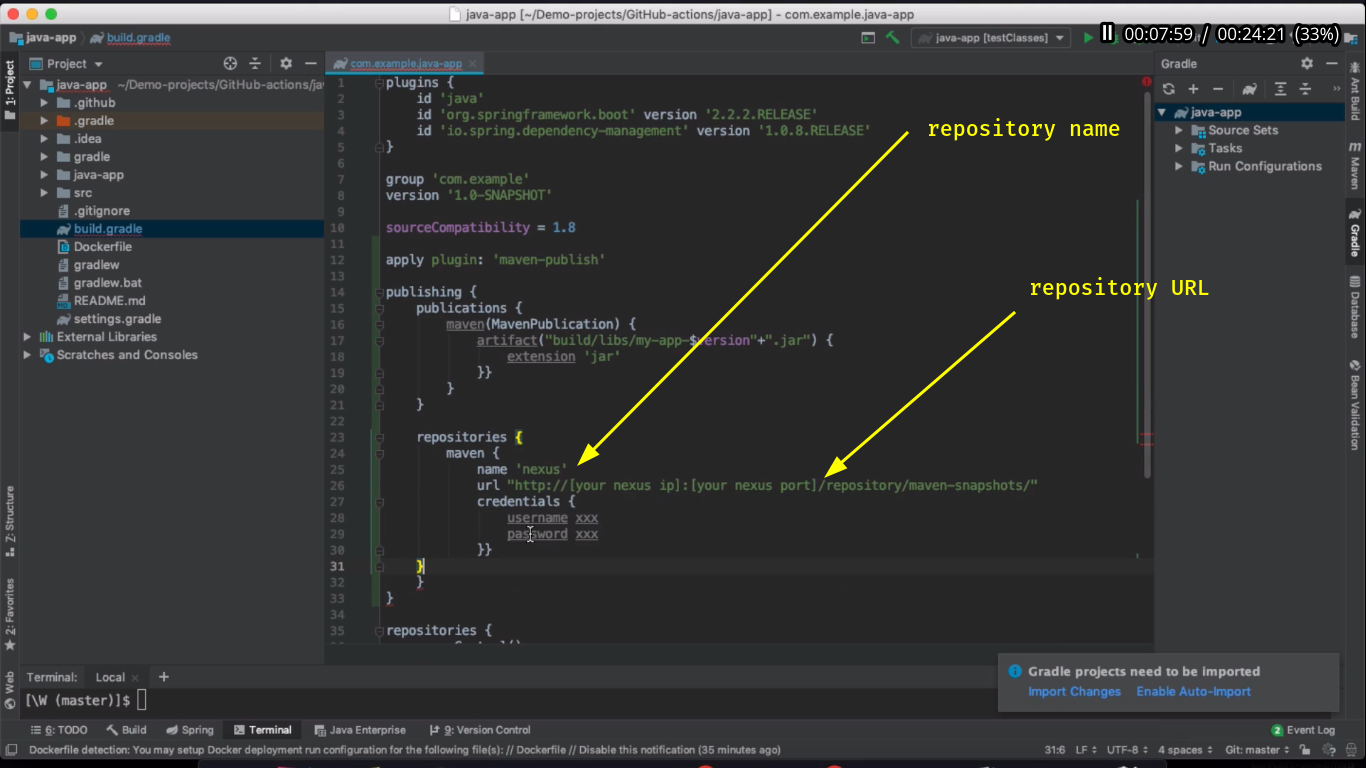 java-app [~/Demo-projects/GitHub-actions/java-app] - com.example.java-app
java-app
build.gradle
java-app [testClasses]
00:07:59 / 00:24:21 (33%)
1: Project
Project
com.example.java-app
Gradle
java-app ~/Demo-projects/GitHub-actions/jav
.github
.gradle
.idea
gradle
java-app
src
.gitignore
build.gradle
Dockerfile
gradlew
gradlew.bat
README.md
settings.gradle
External Libraries
Scratches and Consoles
1 plugins {
2 id 'java'
3 id 'org.springframework.boot' version '2.2.2.RELEASE'
4 id 'io.spring.dependency-management' version '1.0.8.RELEASE'
5 }
6
7 group 'com.example'
8 version '1.0-SNAPSHOT'
9
10 sourceCompatibility = 1.8
11
12 apply plugin: 'maven-publish'
13
14 publishing {
15 publications {
16 maven(MavenPublication) {
17 artifact("build/libs/my-app-$version"+".jar") {
18 extension 'jar'
19 }}
20 }
21 }
22
23 repositories {
24 maven {
25 name 'nexus'
26 url "http://[your nexus ip]:[your nexus port]/repository/maven-snapshots/"
27 credentials {
28 username xxx
29 password xxx
30 }}
31 }
32 }
33 }
34
35 repositories {
repository name
repository URL
java-app
Source Sets
Tasks
Run Configurations
Ant Build
Maven
Gradle
Database
Bean Validation
Z: Structure
2: Favorites
Web
Gradle projects need to be imported
Import Changes Enable Auto-Import
Terminal: Local × +
[\W (master)]$
6: TODO
Build
Spring
Terminal
Java Enterprise
9: Version Control
2 Event Log
Dockerfile detection: You may setup Docker deployment run configuration for the following file(s): // Dockerfile // Disable this notification (35 minutes ago)
31:6 LF UTF-8 4 spaces Git: master